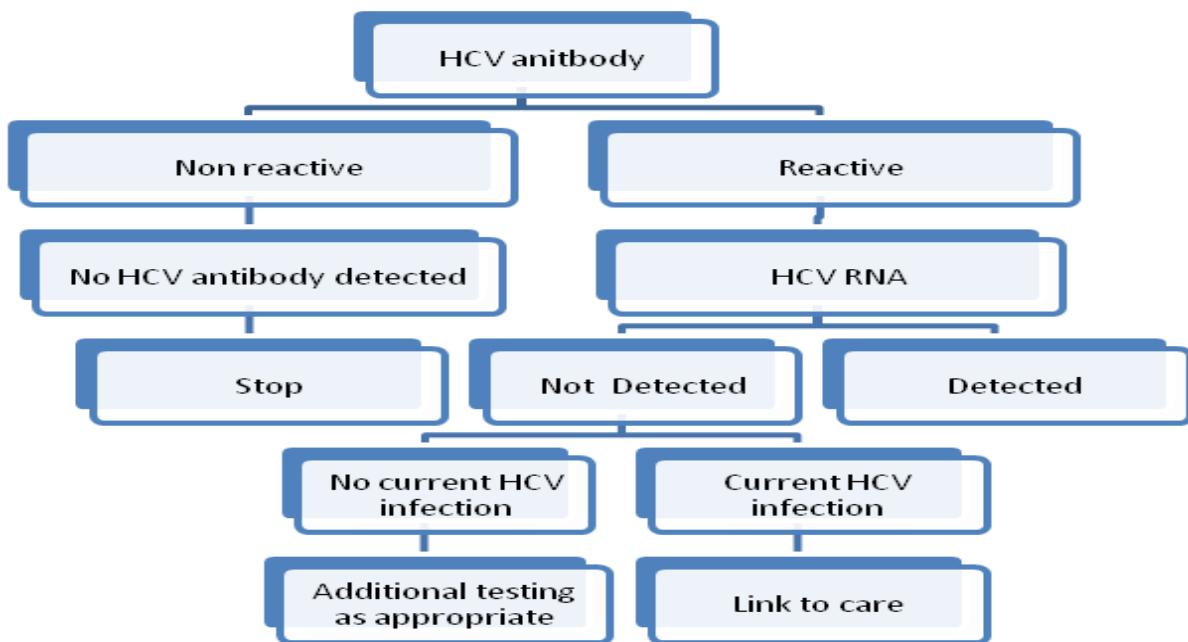 HCV anitbody
Non reactive
Reactive
No HCV antibody detected
HCV RNA
Stop
Not Detected
Detected
No current HCV
infection
Current HCV
infection
Additional testing
as appropriate
Link to care